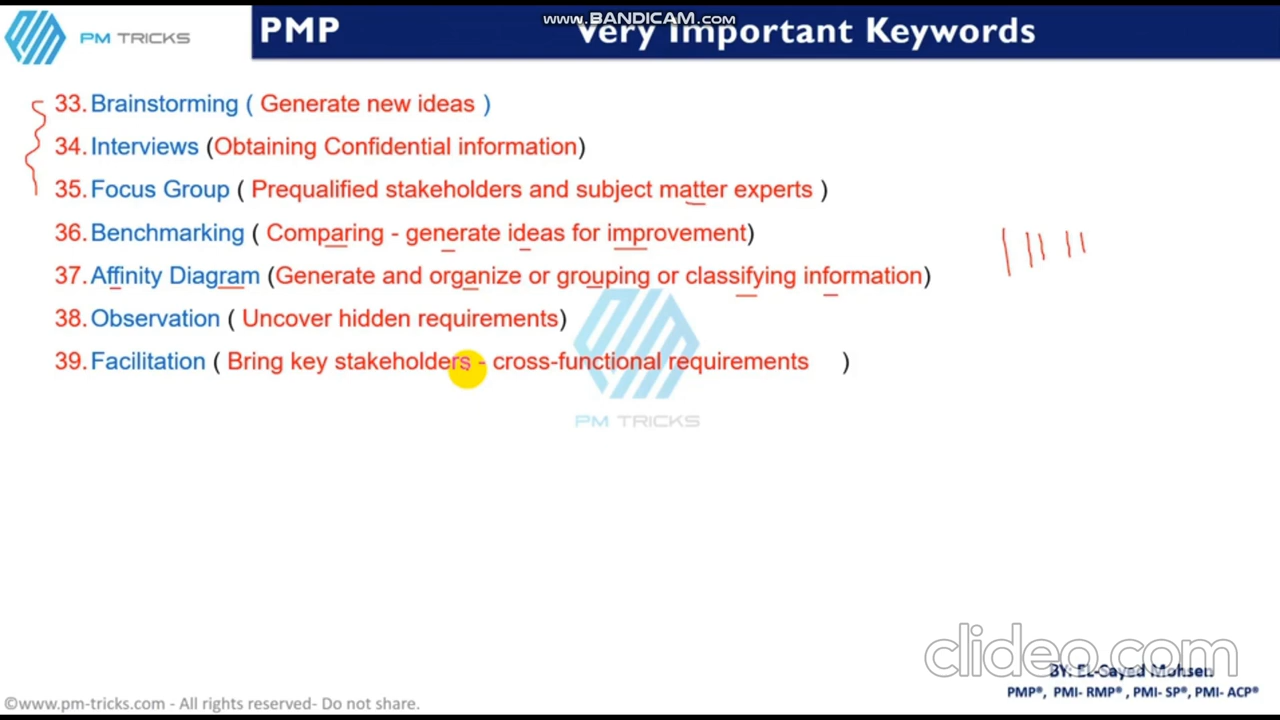 www.BANDICAM.com
PM TRICKS
PMP
Very Important Keywords
33. Brainstorming ( Generate new ideas )
34. Interviews (Obtaining Confidential information)
35. Focus Group ( Prequalified stakeholders and subject matter experts )
36. Benchmarking ( Comparing - generate ideas for improvement)
37. Affinity Diagram (Generate and organize or grouping or classifying information)
38. Observation ( Uncover hidden requirements)
39. Facilitation ( Bring key stakeholders - cross-functional requirements )
PM TRICKS
clideo.com
BY: EL-Sayed Mohsen
PMP®, PMI- RMP® , PMI- SP®, PMI- ACP®
©www.pm-tricks.com - All rights reserved- Do not share.